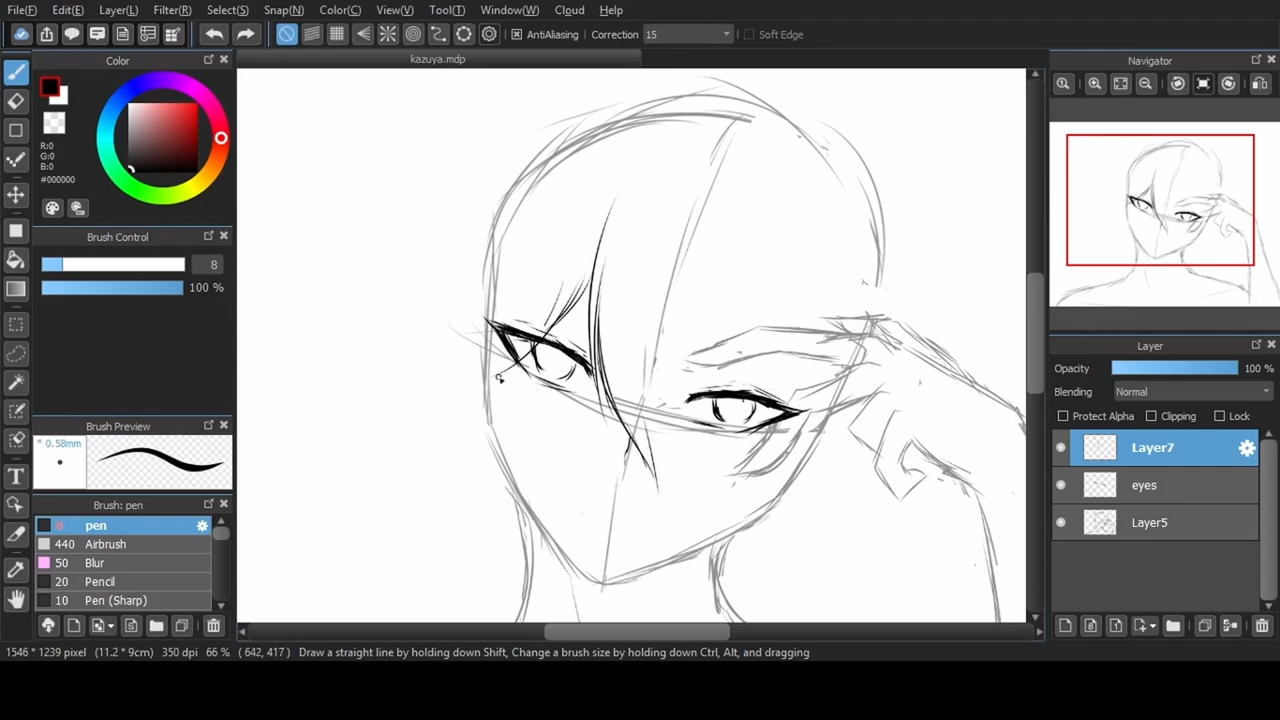 File(F) Edit(E) Layer(L) Filter(R) Select(S) Snap(N) Color(C) View(V) Tool(T) Window(W) Cloud Help
AntiAliasing Correction 15 Soft Edge
Color
kazuya.mdp
Navigator
R:0
G:0
B:0
#000000
Brush Control
8
100 %
Layer
Opacity 100 %
Blending Normal
Protect Alpha Clipping Lock
Brush Preview
* 0.58mm
Layer7
eyes
Layer5
Brush: pen
8 pen
440 Airbrush
50 Blur
20 Pencil
10 Pen (Sharp)
1546 * 1239 pixel (11.2 * 9cm) 350 dpi 66 % ( 642, 417 ) Draw a straight line by holding down Shift, Change a brush size by holding down Ctrl, Alt, and dragging